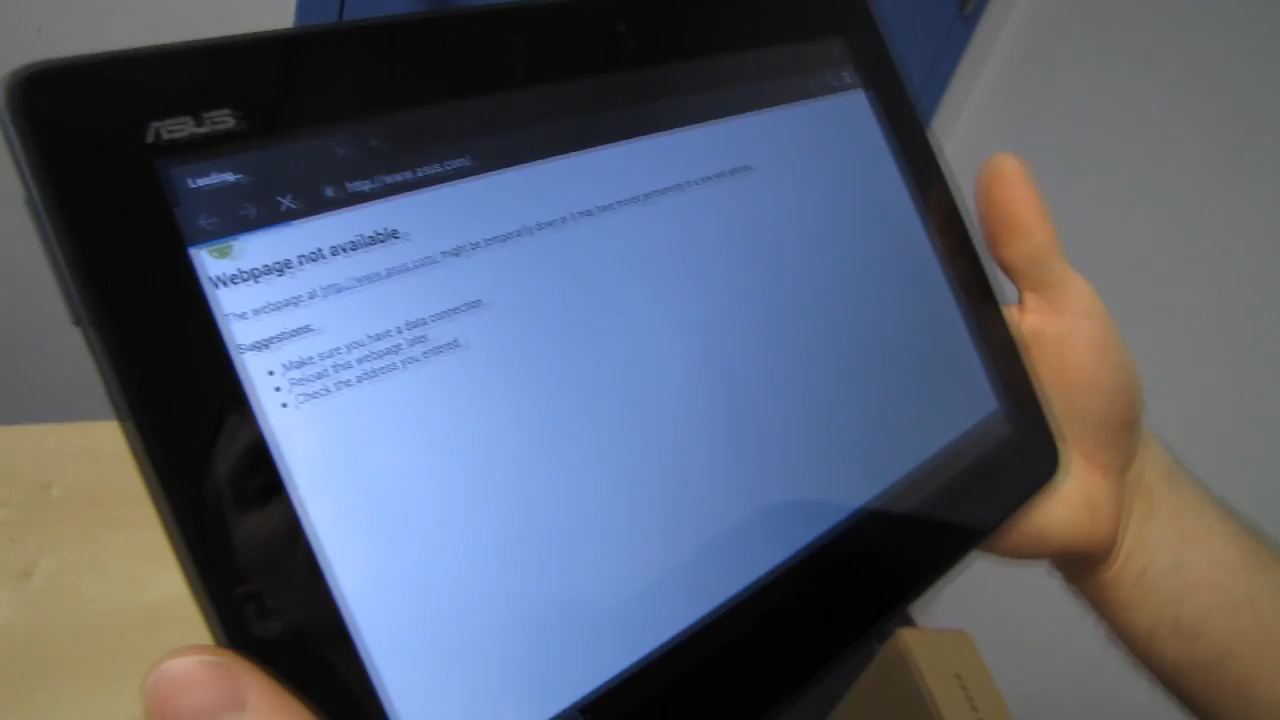 ASUS
Loading...
http://www.asus.com/
Webpage not available
The webpage at http://www.asus.com/ might be temporarily down or it may have moved permanently to a new web address.
Suggestions:
Make sure you have a data connection
Reload this webpage later
Check the address you entered